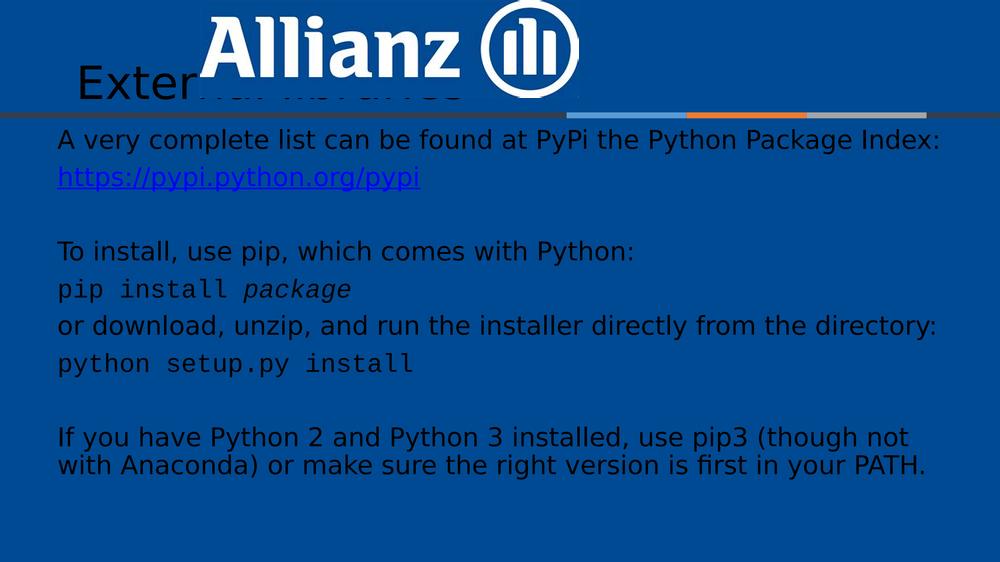 Allianz
A very complete list can be found at PyPi the Python Package Index:
https://pypi.python.org/pypi
To install, use pip, which comes with Python:
pip install package
or download, unzip, and run the installer directly from the directory:
python setup.py install
If you have Python 2 and Python 3 installed, use pip3 (though not
with Anaconda) or make sure the right version is first in your PATH.